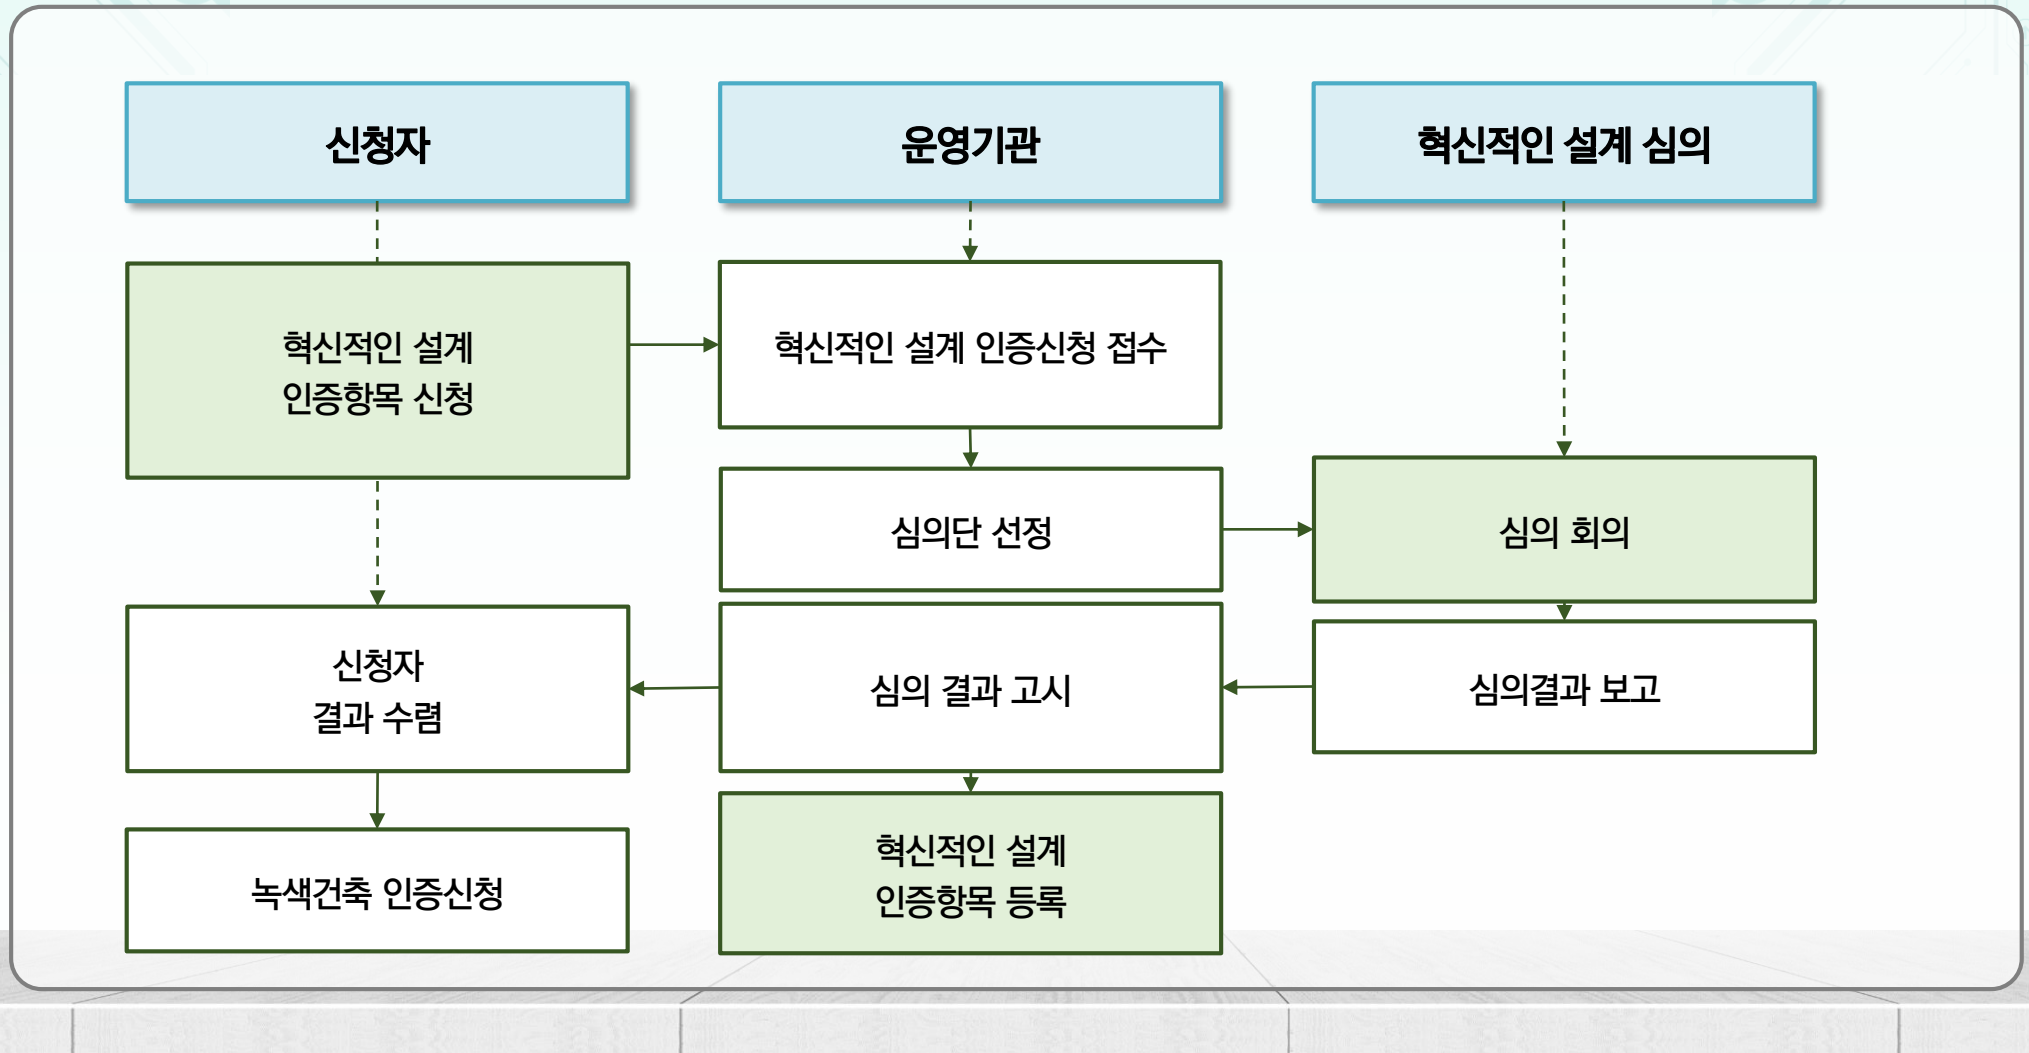 신청자
운영기관
혁신적인 설계 심의
혁신적인 설계
인증항목 신청
혁신적인 설계 인증신청 접수
심의단 선정
심의 회의
신청자
결과 수렴
심의 결과 고시
심의결과 보고
녹색건축 인증신청
혁신적인 설계
인증항목 등록